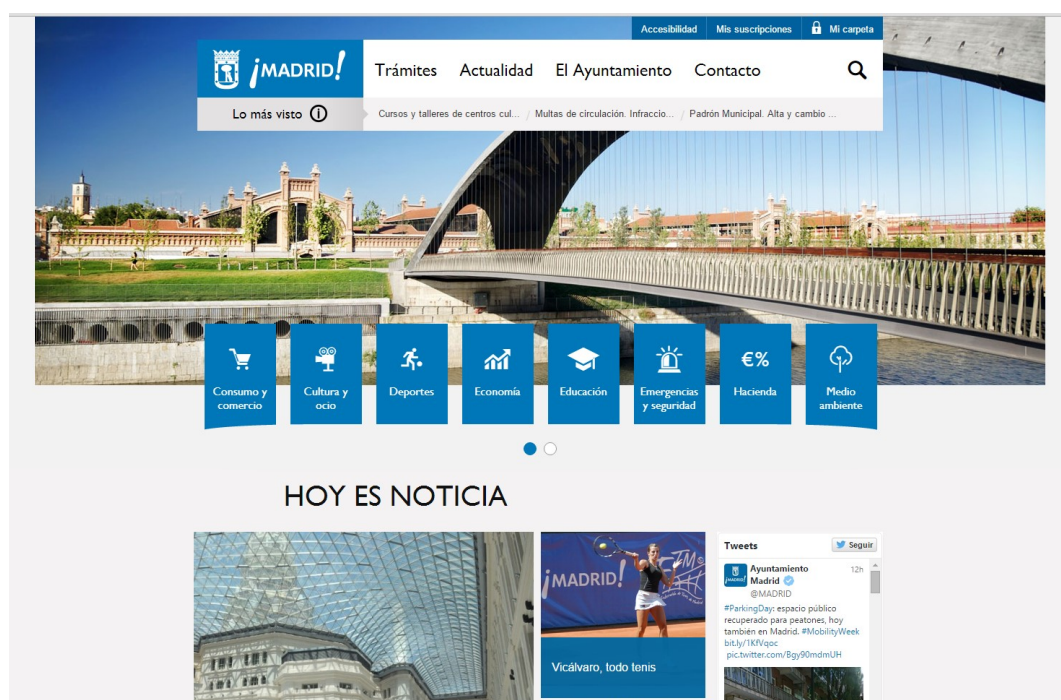 Accesibilidad Mis suscripciones Mi carpeta
¡MADRID!
Trámites Actualidad El Ayuntamiento Contacto
Lo más visto
Cursos y talleres de centros cul... / Multas de circulación. Infraccio... / Padrón Municipal. Alta y cambio ...
Consumo y
comercio
Cultura y
ocio
Deportes
Economía
Educación
Emergencias
y seguridad
€%
Hacienda
Medio
ambiente
HOY ES NOTICIA
¡MADRID!
Vicálvaro, todo tenis
Tweets Seguir
Ayuntamiento 12h
Madrid
@MADRID
#ParkingDay: espacio público
recuperado para peatones, hoy
también en Madrid. #MobilityWeek
bit.ly/1KfVqoc
pic.twitter.com/Bgy90mdmUH